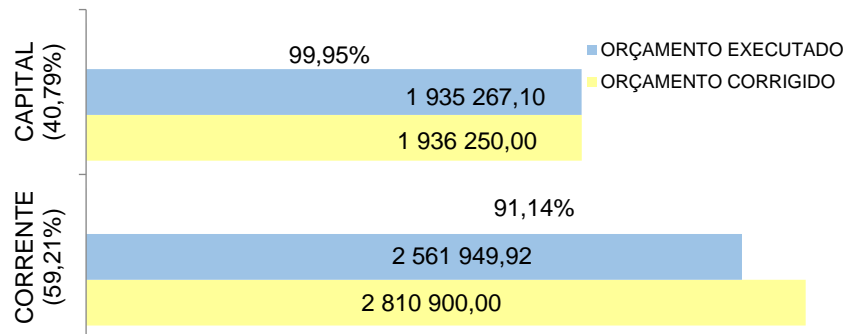 CAPITAL
(40,79%)
99,95%
1 935 267,10
1 936 250,00
ORÇAMENTO EXECUTADO
ORÇAMENTO CORRIGIDO
CORRENTE
(59,21%)
91,14%
2 561 949,92
2 810 900,00